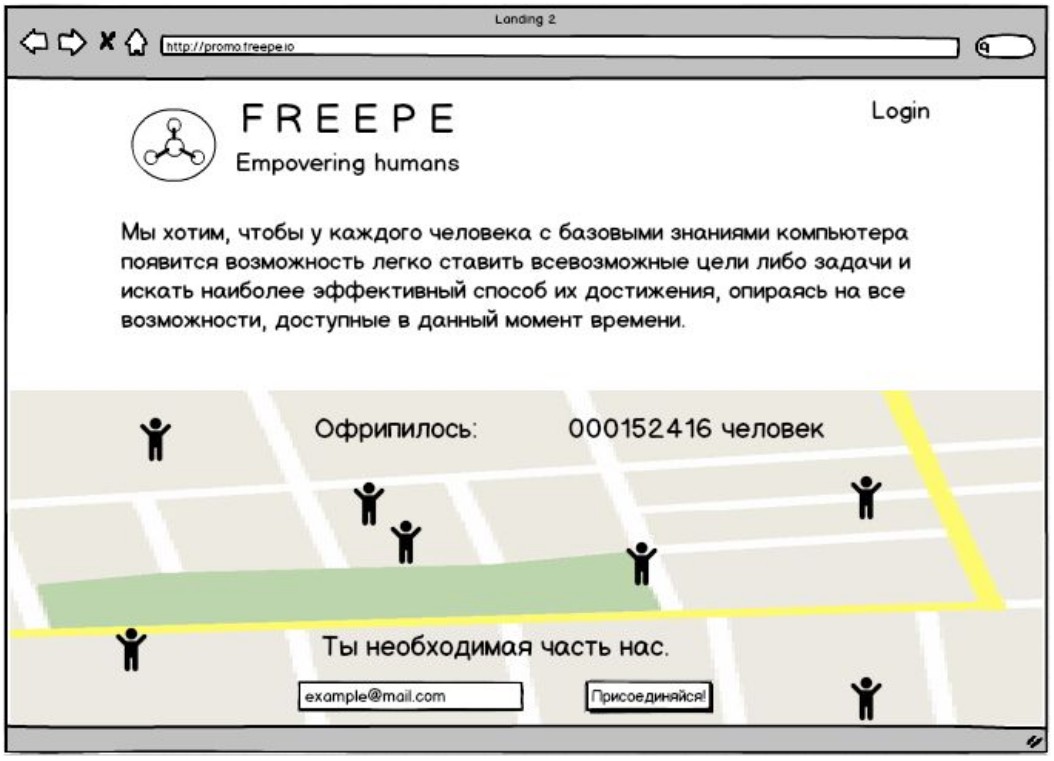 Landing 2
http://promo.freepe.io
FREEPE
Login
Empovering humans
Мы хотим, чтобы у каждого человека с базовыми знаниями компьютера
появится возможность легко ставить всевозможные цели либо задачи и
искать наиболее эффективный способ их достижения, опираясь на все
возможности, доступные в данный момент времени.
Офрипилось: 000152416 человек
Ты необходимая часть нас.
example@mail.com
Присоединяйся!